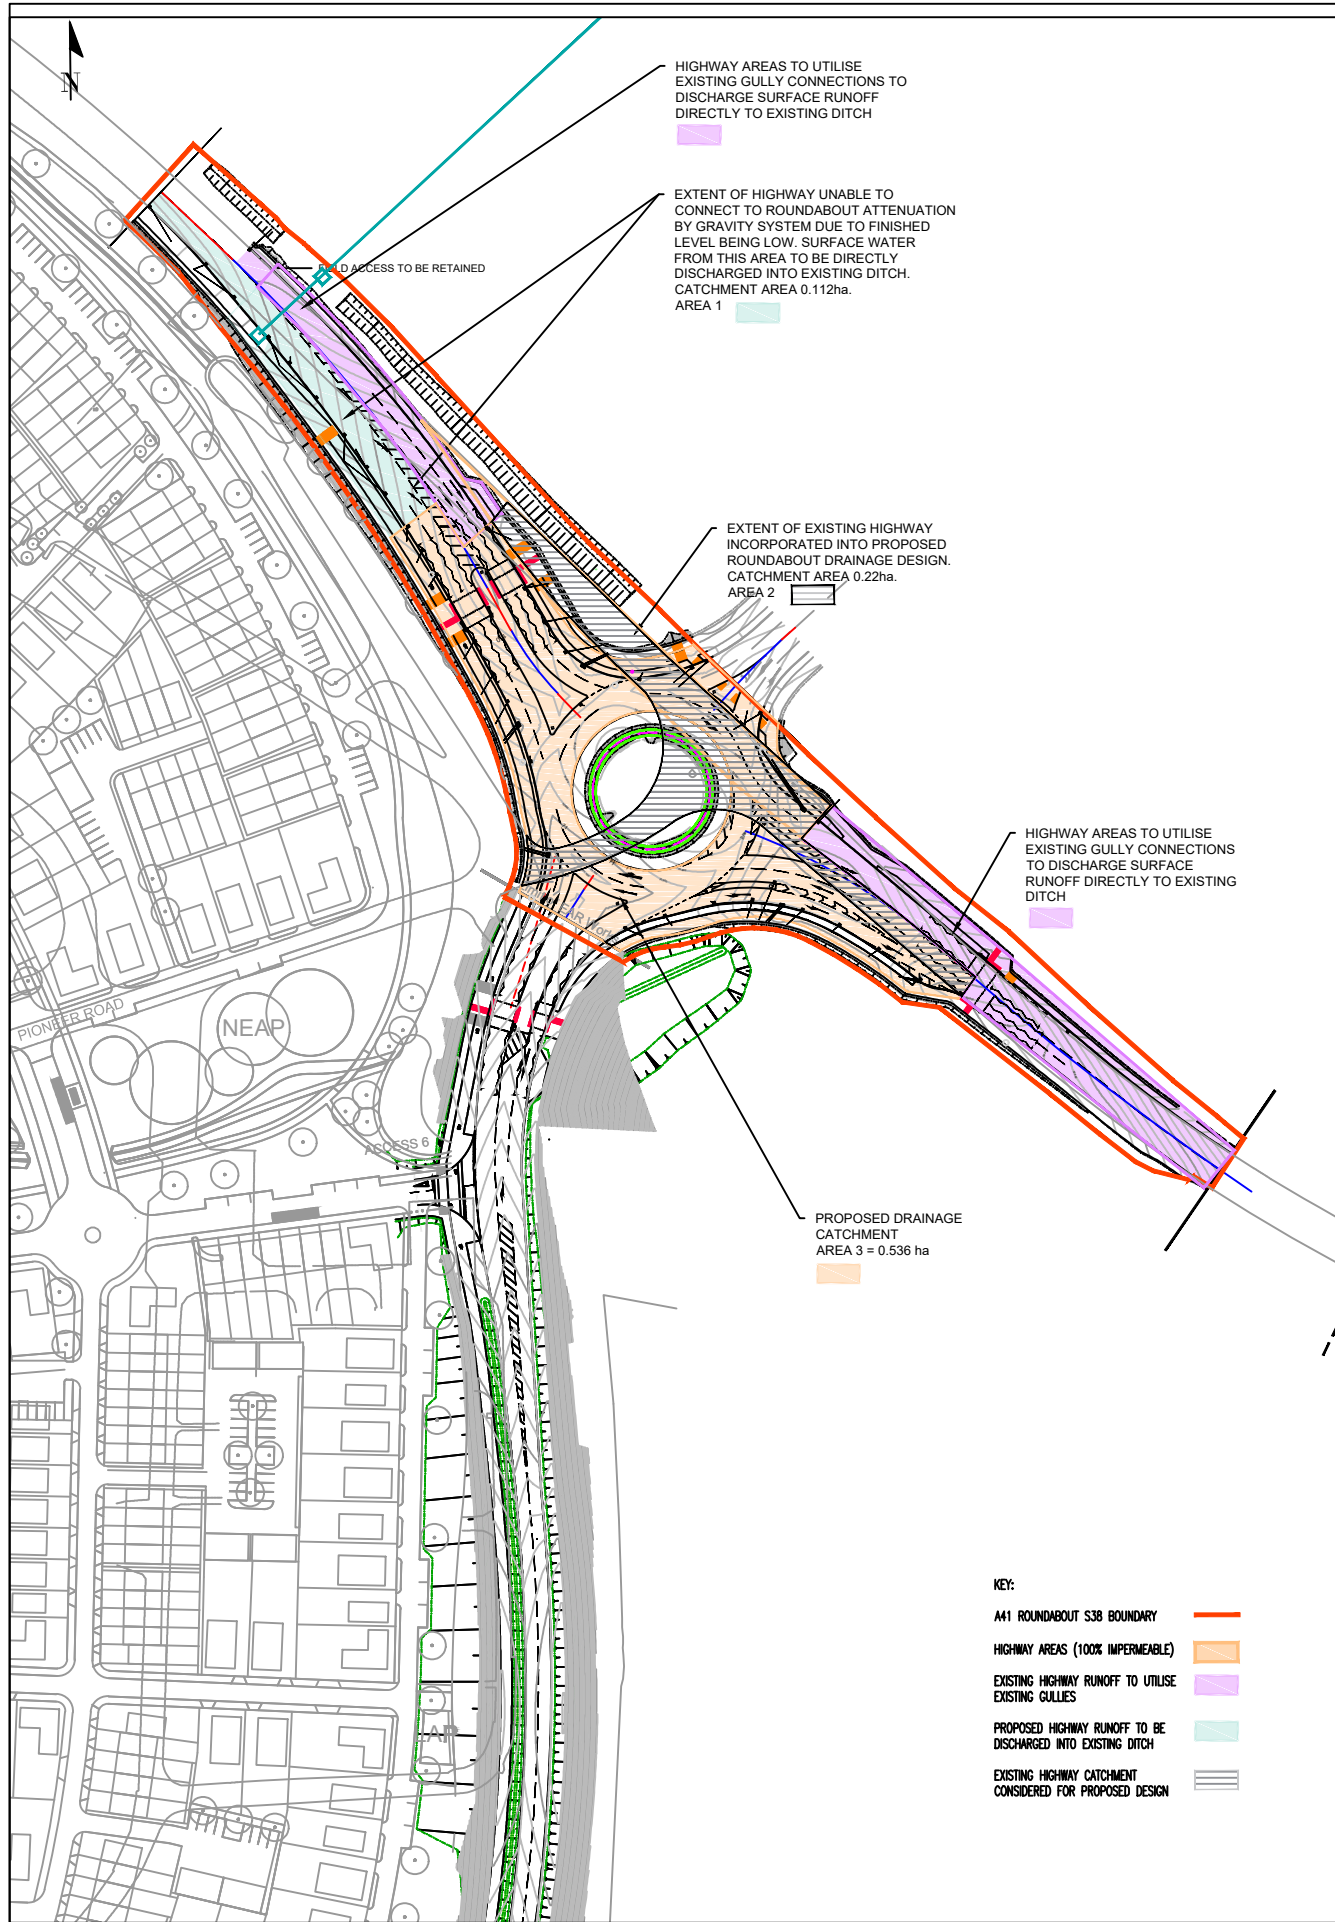 N
HIGHWAY AREAS TO UTILISE
EXISTING GULLY CONNECTIONS TO
DISCHARGE SURFACE RUNOFF
DIRECTLY TO EXISTING DITCH
EXTENT OF HIGHWAY UNABLE TO
CONNECT TO ROUNDABOUT ATTENUATION
BY GRAVITY SYSTEM DUE TO FINISHED
LEVEL BEING LOW. SURFACE WATER
FROM THIS AREA TO BE DIRECTLY
DISCHARGED INTO EXISTING DITCH.
CATCHMENT AREA 0.112ha.
AREA 1
ACCESS TO BE RETAINED
EXTENT OF EXISTING HIGHWAY
INCORPORATED INTO PROPOSED
ROUNDABOUT DRAINAGE DESIGN.
CATCHMENT AREA 0.22ha.
AREA 2
HIGHWAY AREAS TO UTILISE
EXISTING GULLY CONNECTIONS
TO DISCHARGE SURFACE
RUNOFF DIRECTLY TO EXISTING
DITCH
PIONEER ROAD
NEAP
ACCESS 6
PROPOSED DRAINAGE
CATCHMENT
AREA 3 = 0.536 ha
KEY:
A41 ROUNDABOUT S38 BOUNDARY
HIGHWAY AREAS (100% IMPERMEABLE)
EXISTING HIGHWAY RUNOFF TO UTILISE
EXISTING GULLIES
PROPOSED HIGHWAY RUNOFF TO BE
DISCHARGED INTO EXISTING DITCH
EXISTING HIGHWAY CATCHMENT
CONSIDERED FOR PROPOSED DESIGN